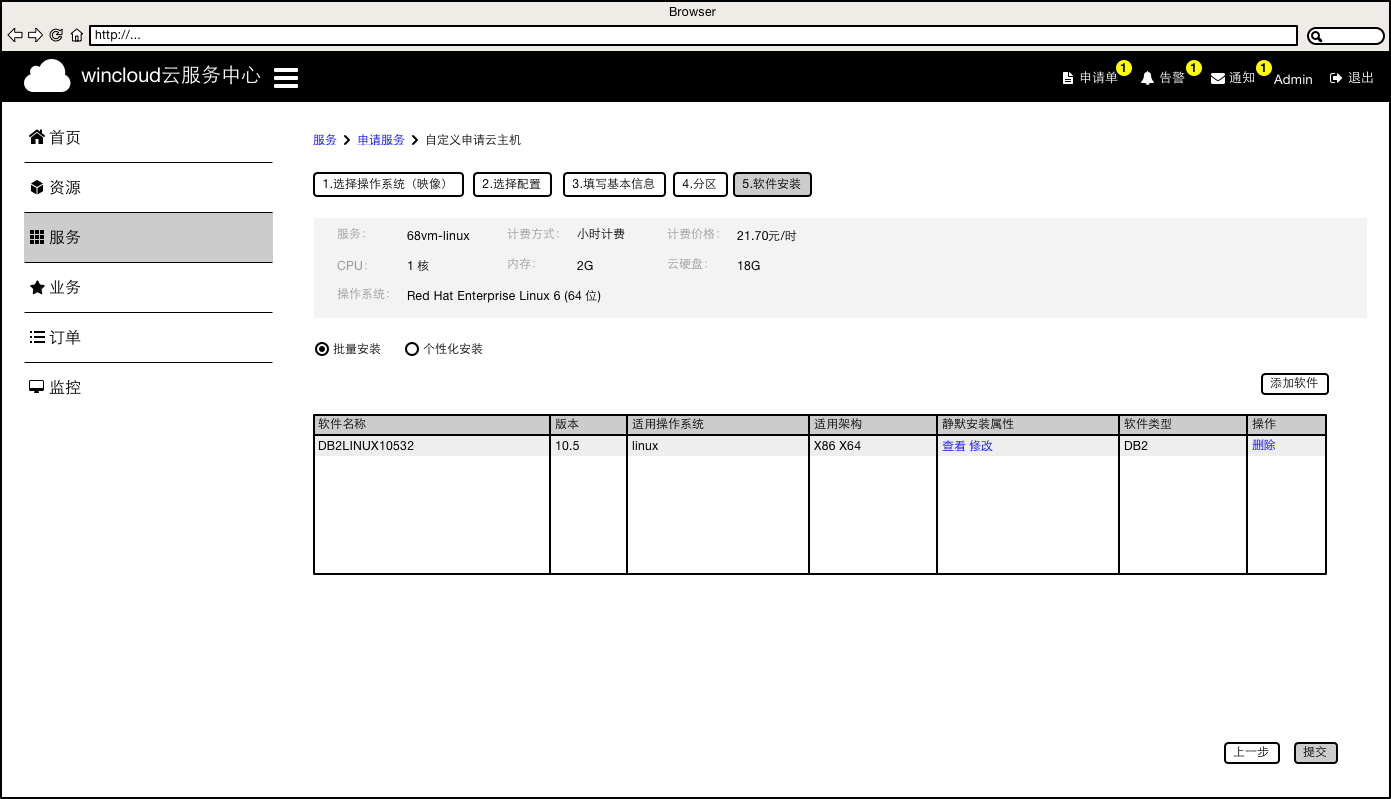 Browser
http://...
wincloud云服务中心
申请单 1 告警 1 通知 1 Admin 退出
首页
资源
服务
业务
订单
监控
服务 申请服务 自定义申请云主机
1.选择操作系统（映像） 2.选择配置 3.填写基本信息 4.分区 5.软件安装
服务： 68vm-linux 计费方式： 小时计费 计费价格： 21.70元/时
CPU： 1 核 内存： 2G 云硬盘： 18G
操作系统： Red Hat Enterprise Linux 6 (64 位)
批量安装 个性化安装
添加软件
软件名称 版本 适用操作系统 适用架构 静默安装属性 软件类型 操作
DB2LINUX10532 10.5 linux X86 X64 查看 修改 DB2 删除
上一步 提交